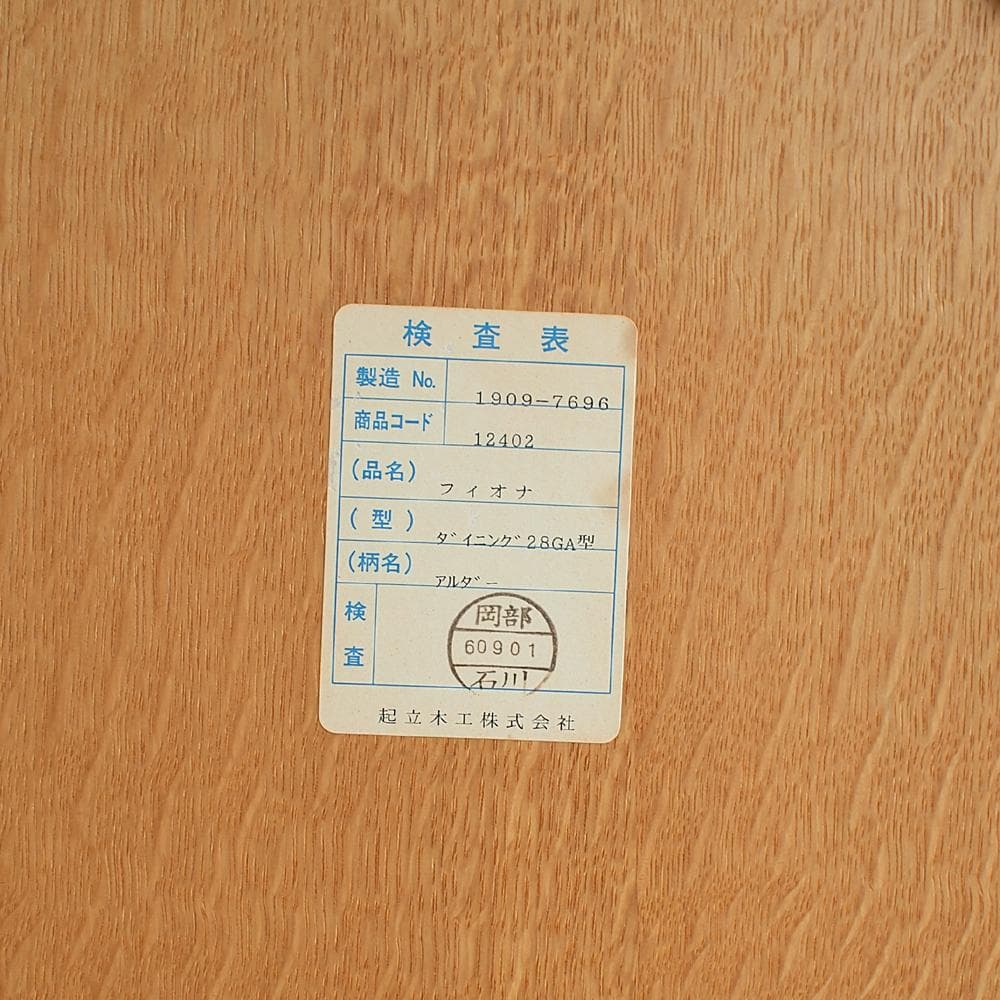 検査表
製造 No. 1909-7696
商品コード 12402
(品名) フィオナ
(型) ダイニング28GA型
(柄名) アルダー
検査
岡部
60901
石川
起立木工株式会社